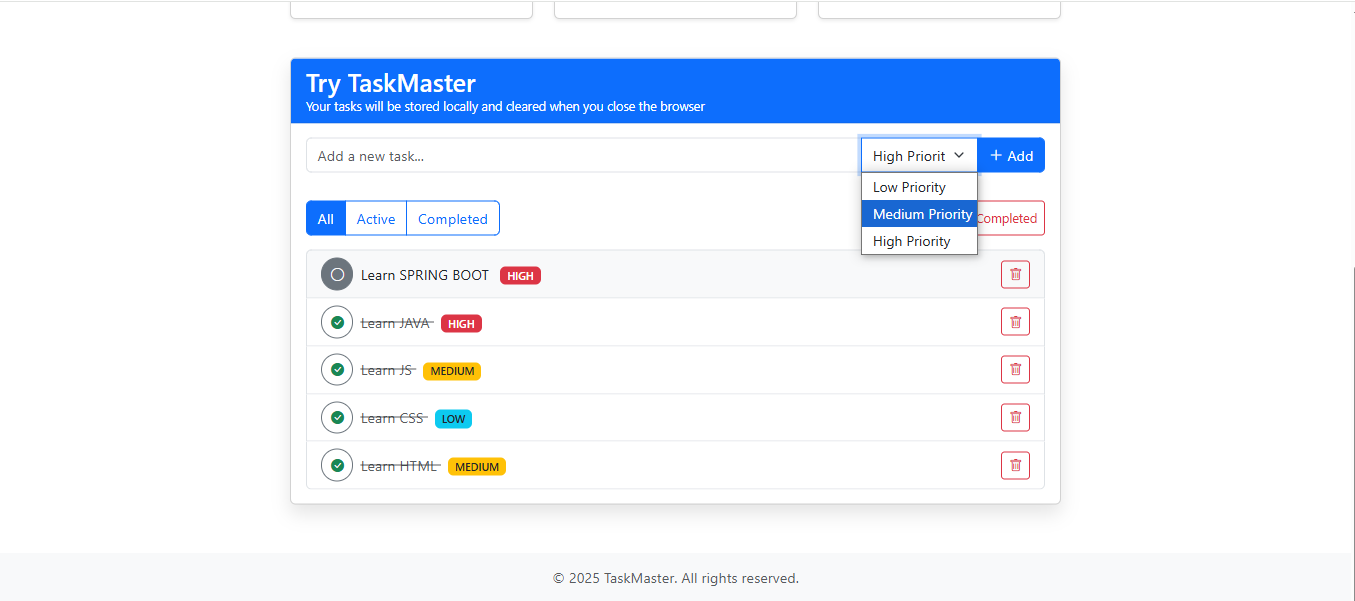 Try TaskMaster
Your tasks will be stored locally and cleared when you close the browser
Add a new task...
High Priorit
+ Add
Low Priority
Medium Priority
High Priority
All
Active
Completed
Completed
Learn SPRING BOOT HIGH
Learn JAVA HIGH
Learn JS MEDIUM
Learn CSS LOW
Learn HTML MEDIUM
© 2025 TaskMaster. All rights reserved.